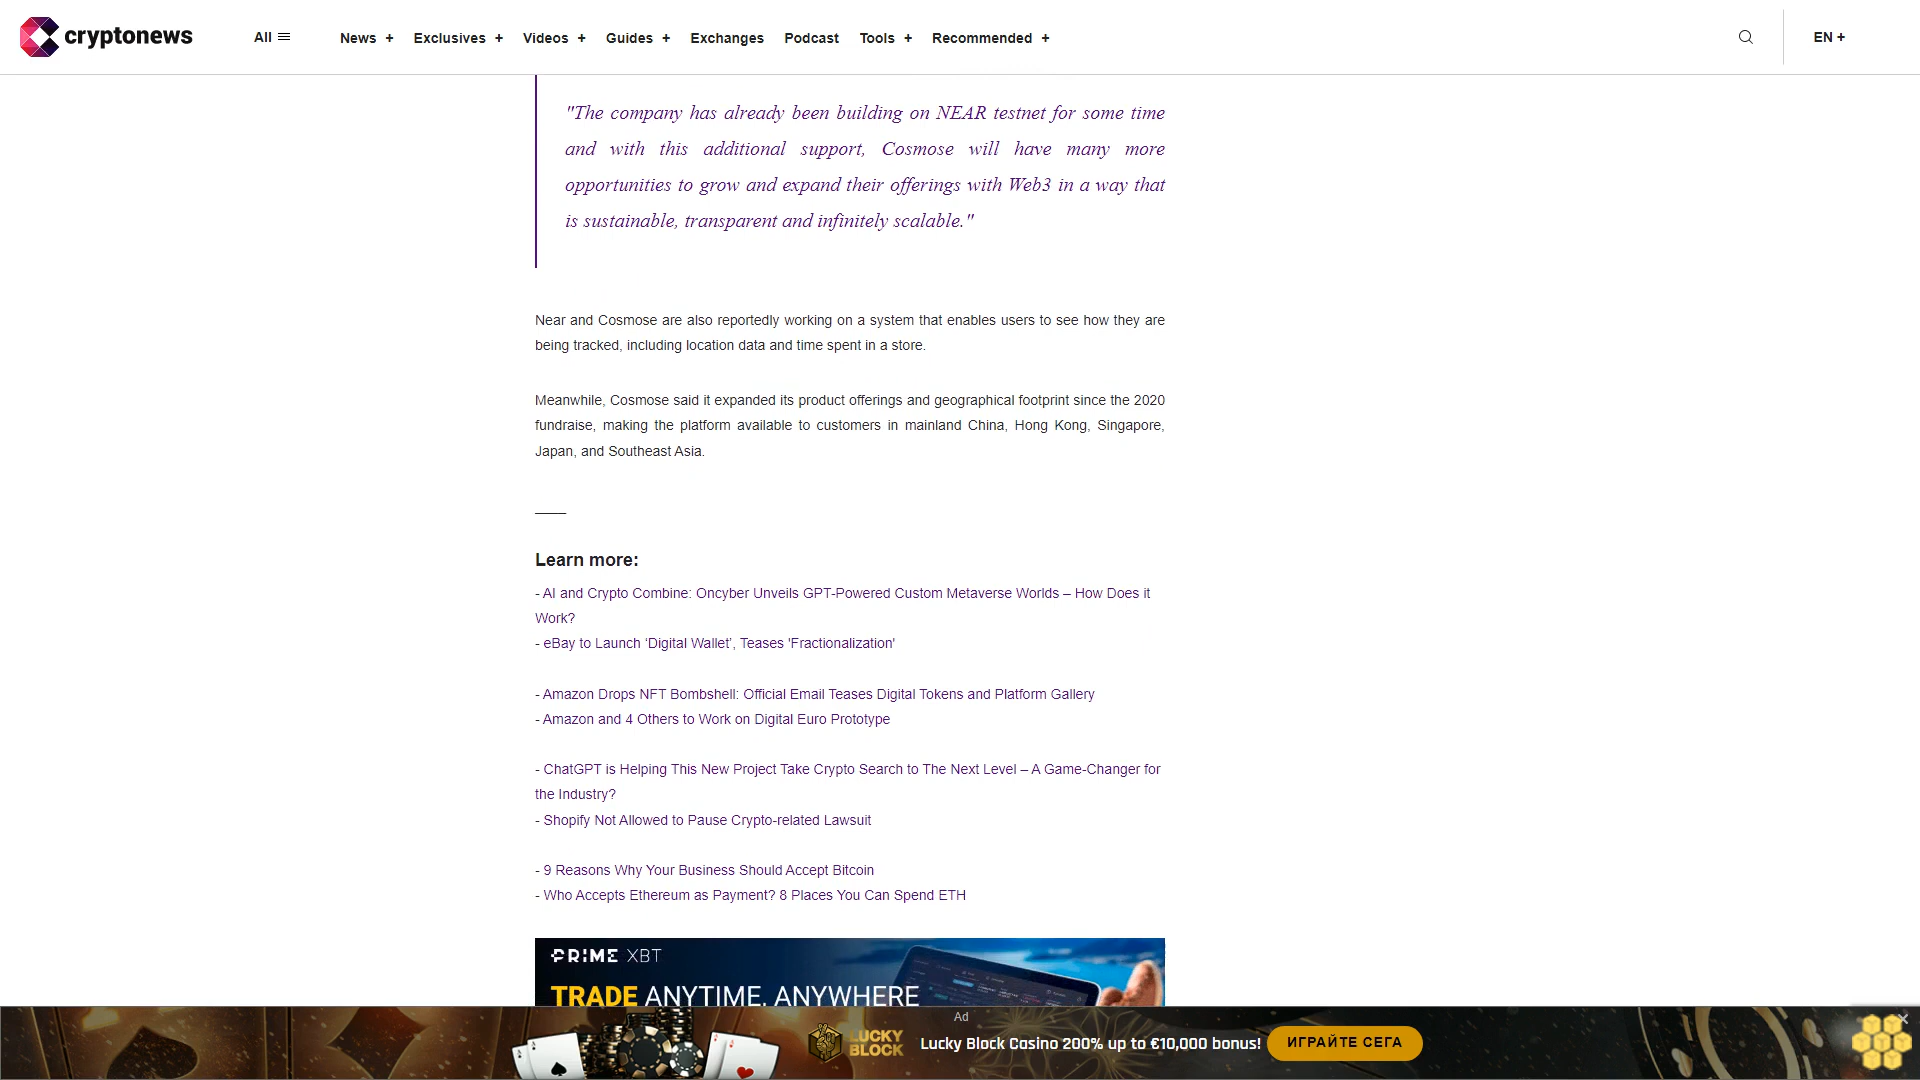 cryptonews
All
News +
Exclusives +
Videos +
Guides +
Exchanges
Podcast
Tools +
Recommended +
EN +
"The company has already been building on NEAR testnet for some time
and with this additional support, Cosmose will have many more
opportunities to grow and expand their offerings with Web3 in a way that
is sustainable, transparent and infinitely scalable."
Near and Cosmose are also reportedly working on a system that enables users to see how they are
being tracked, including location data and time spent in a store.
Meanwhile, Cosmose said it expanded its product offerings and geographical footprint since the 2020
fundraise, making the platform available to customers in mainland China, Hong Kong, Singapore,
Japan, and Southeast Asia.
____
Learn more:
- AI and Crypto Combine: Oncyber Unveils GPT-Powered Custom Metaverse Worlds – How Does it
Work?
- eBay to Launch ‘Digital Wallet’, Teases 'Fractionalization'
- Amazon Drops NFT Bombshell: Official Email Teases Digital Tokens and Platform Gallery
- Amazon and 4 Others to Work on Digital Euro Prototype
- ChatGPT is Helping This New Project Take Crypto Search to The Next Level – A Game-Changer for
the Industry?
- Shopify Not Allowed to Pause Crypto-related Lawsuit
- 9 Reasons Why Your Business Should Accept Bitcoin
- Who Accepts Ethereum as Payment? 8 Places You Can Spend ETH
PRIME XBT
TRADE ANYTIME, ANYWHERE
Ad
LUCKY
BLOCK
Lucky Block Casino 200% up to €10,000 bonus!
ИГРАЙТЕ СЕГА